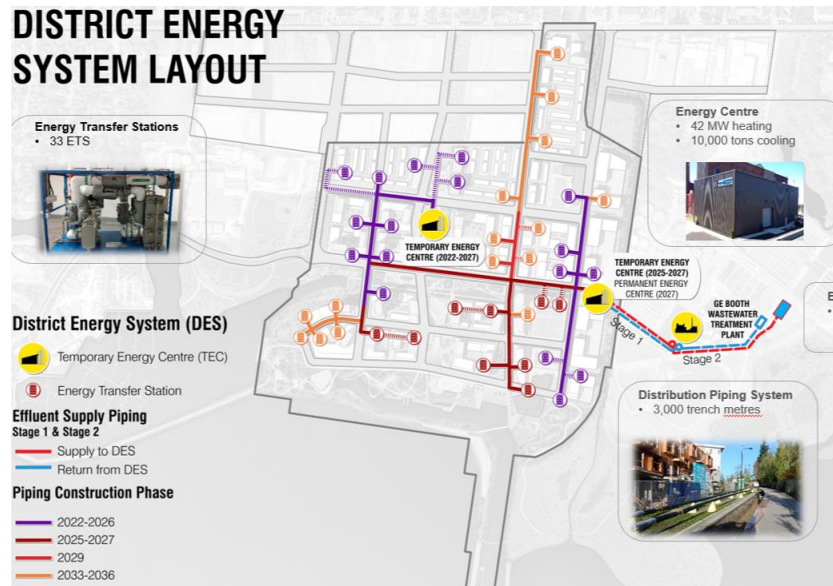 DISTRICT ENERGY
SYSTEM LAYOUT
Energy Transfer Stations
• 33 ETS
Energy Centre
• 42 MW heating
• 10,000 tons cooling
TEMPORARY ENERGY
CENTRE (2022-2027)
TEMPORARY ENERGY
CENTRE (2025-2027)
PERMANENT ENERGY
CENTRE (2027)
GE BOOTH
WASTEWATER
TREATMENT
PLANT
Stage 1
Stage 2
District Energy System (DES)
Temporary Energy Centre (TEC)
Energy Transfer Station
Effluent Supply Piping
Stage 1 & Stage 2
Supply to DES
Return from DES
Piping Construction Phase
2022-2026
2025-2027
2029
2033-2036
Distribution Piping System
• 3,000 trench metres